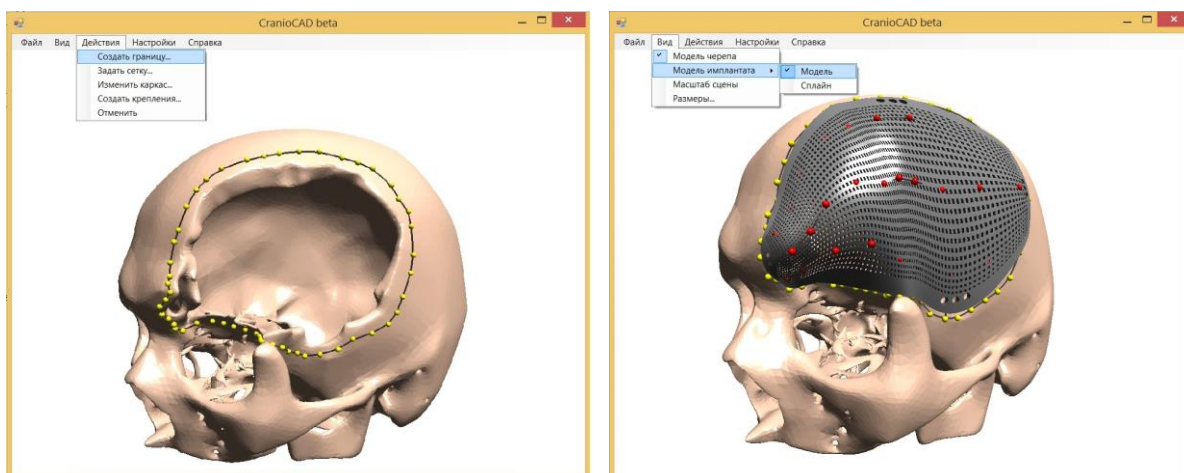 CranioCAD beta
Файл Вид Действия Настройки Справка
Создать границу...
Задать сетку...
Изменить каркас...
Создать крепления...
Отменить
CranioCAD beta
Файл Вид Действия Настройки Справка
Модель черепа
Модель имплантата Модель
Масштаб сцены Сплайн
Размеры...